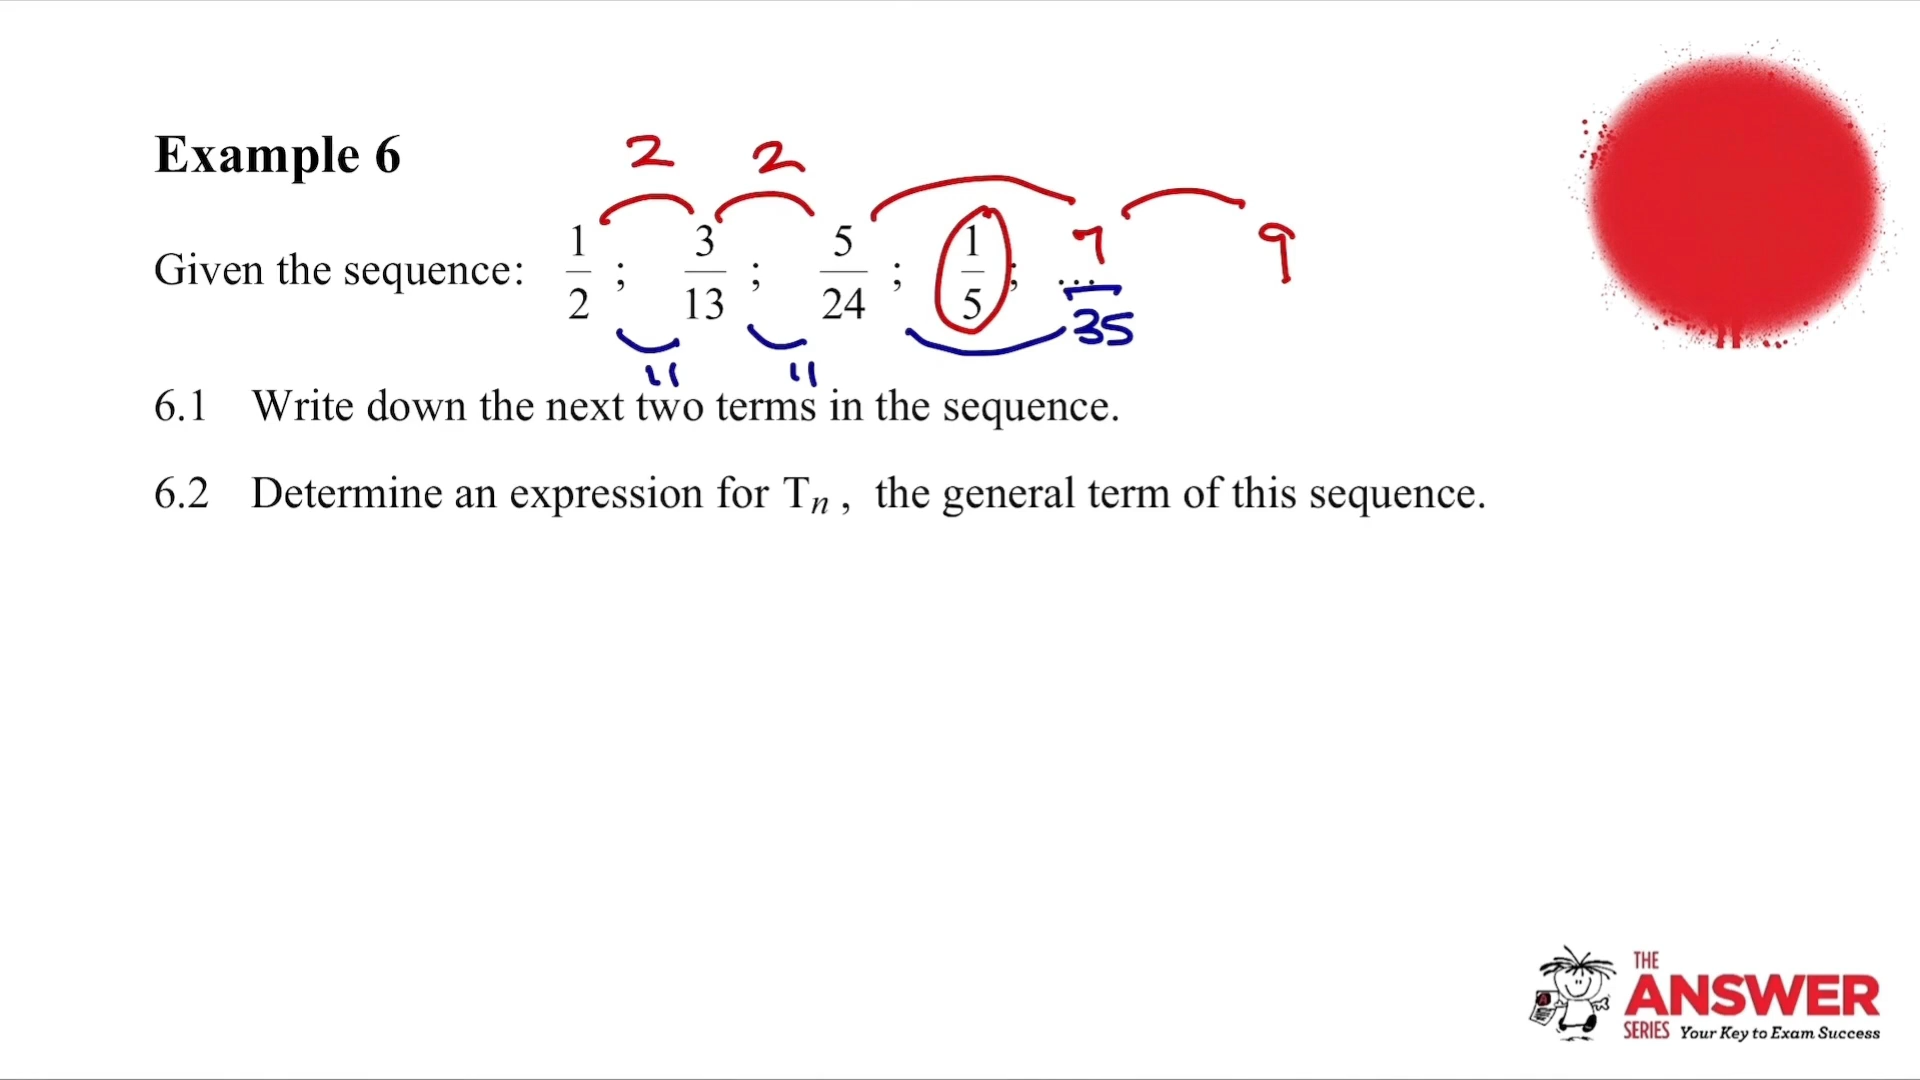 Example 6
2 2
Given the sequence: 1/2 ; 3/13 ; 5/24 ; 1/5 ; ... 7/35 9
11 11
6.1 Write down the next two terms in the sequence.
6.2 Determine an expression for Tₙ , the general term of this sequence.
THE
ANSWER
SERIES Your Key to Exam Success